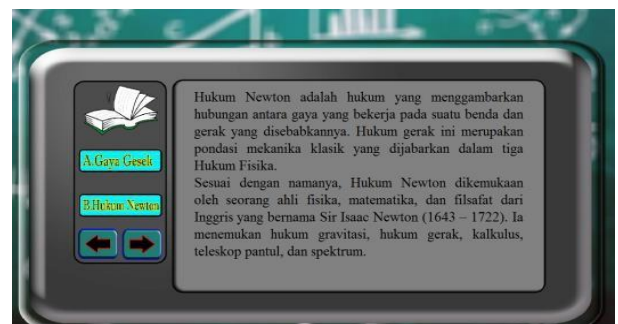 A.Gaya Gesek
B.Hukum Newton
Hukum Newton adalah hukum yang menggambarkan
hubungan antara gaya yang bekerja pada suatu benda dan
gerak yang disebabkannya. Hukum gerak ini merupakan
pondasi mekanika klasik yang dijabarkan dalam tiga
Hukum Fisika.
Sesuai dengan namanya, Hukum Newton dikemukaan
oleh seorang ahli fisika, matematika, dan filsafat dari
Inggris yang bernama Sir Isaac Newton (1643 – 1722). Ia
menemukan hukum gravitasi, hukum gerak, kalkulus,
teleskop pantul, dan spektrum.